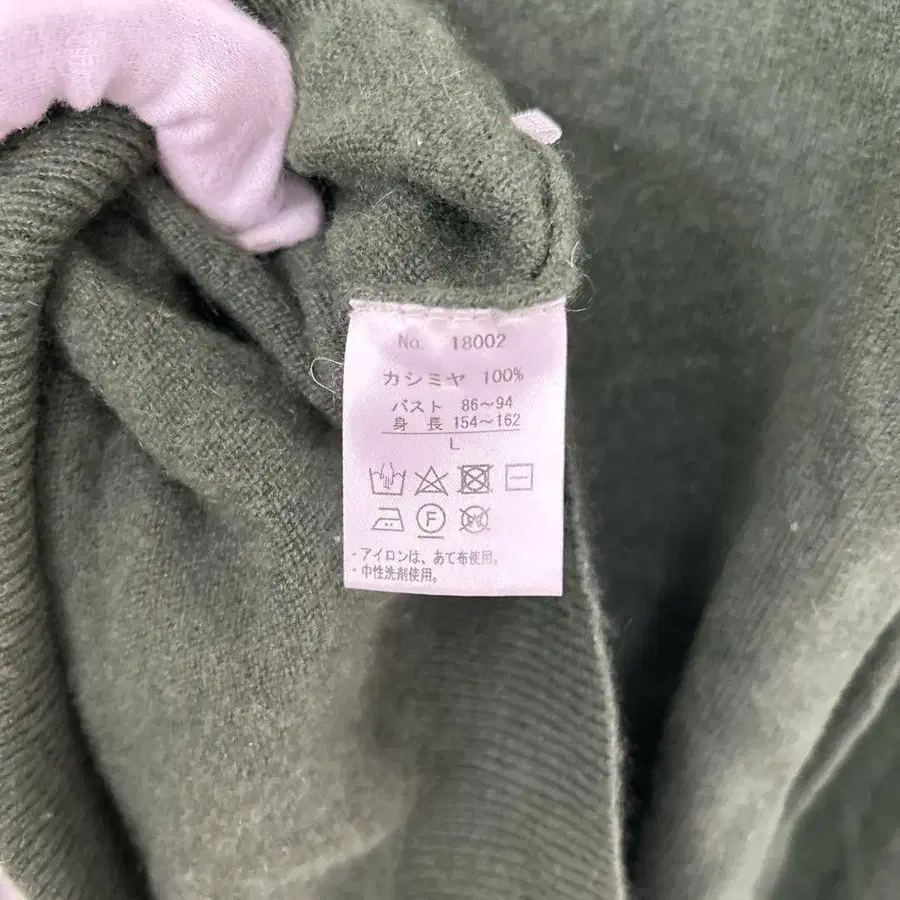 No. 18002
カシミヤ 100%
バスト 86～94
身長 154～162
L
F
W
・アイロンは、あて布使用。
・中性洗剤使用。